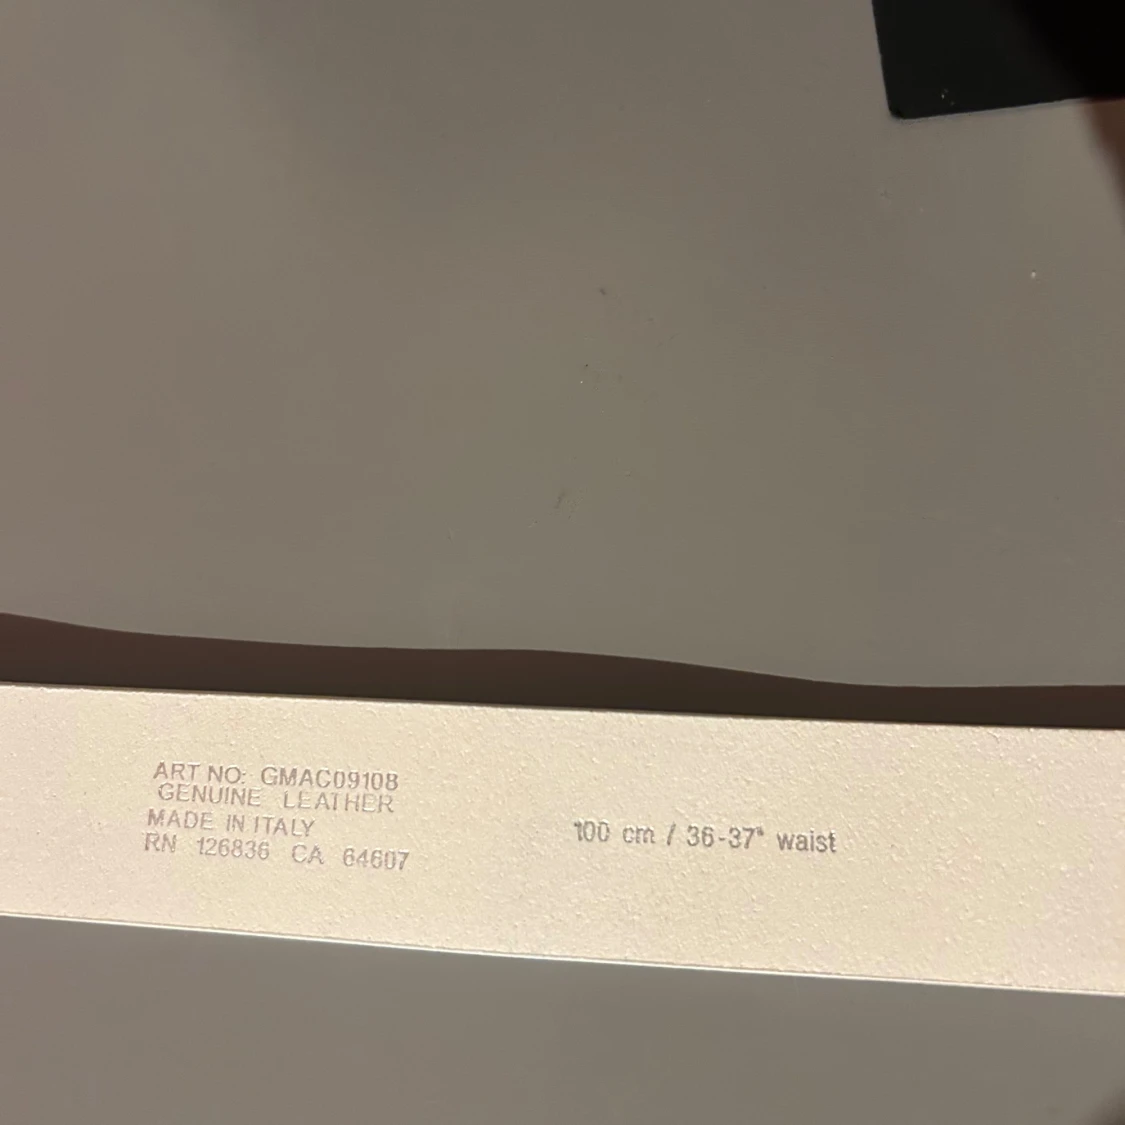 ART NO: GMAC09108
GENUINE LEATHER
MADE IN ITALY
RN 126836 CA 64607
100 cm / 36-37" waist